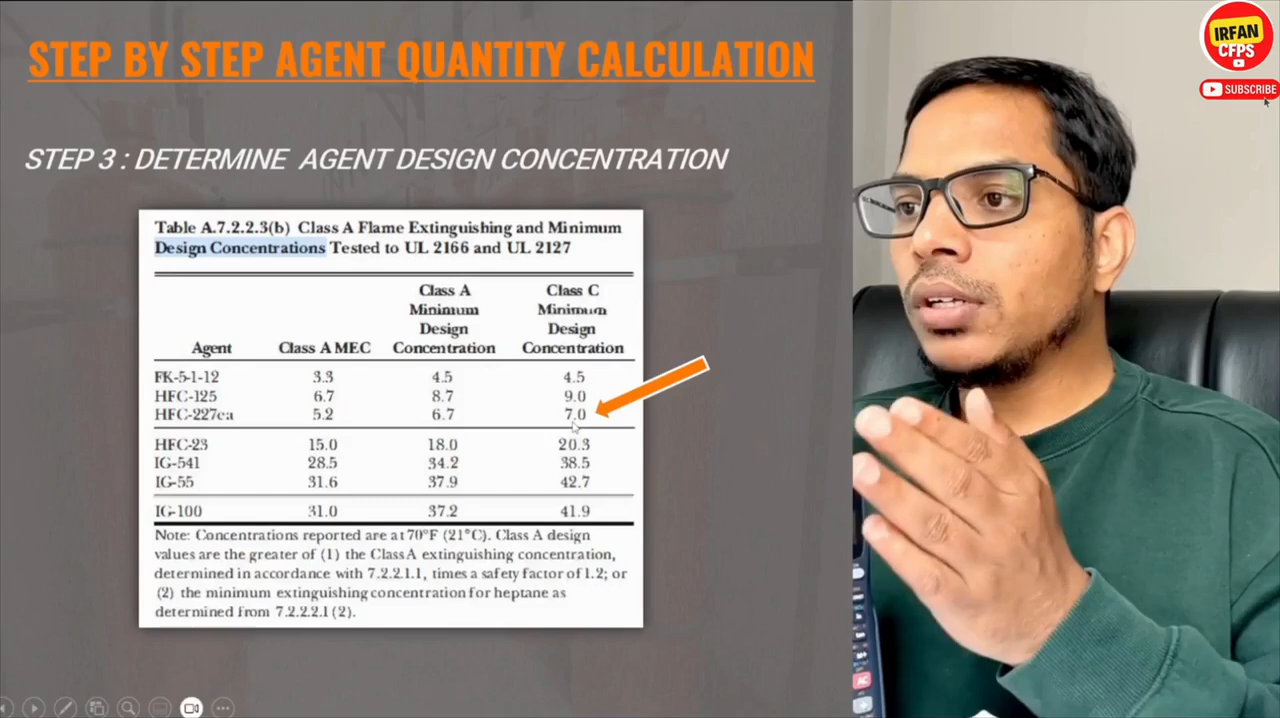 STEP BY STEP AGENT QUANTITY CALCULATION
IRFAN
CFPS
SUBSCRIBE
STEP 3 : DETERMINE AGENT DESIGN CONCENTRATION
Table A.7.2.2.3(b) Class A Flame Extinguishing and Minimum
Design Concentrations Tested to UL 2166 and UL 2127
Agent Class A MEC Class A Minimum Design Concentration Class C Minimum Design Concentration
FK-5-1-12 3.3 4.5 4.5
HFC-125 6.7 8.7 9.0
HFC-227ea 5.2 6.7 7.0
HFC-23 15.0 18.0 20.3
IG-541 28.5 34.2 38.5
IG-55 31.6 37.9 42.7
IG-100 31.0 37.2 41.9
Note: Concentrations reported are at 70°F (21°C). Class A design
values are the greater of (1) the Class A extinguishing concentration,
determined in accordance with 7.2.2.1.1, times a safety factor of 1.2; or
(2) the minimum extinguishing concentration for heptane as
determined from 7.2.2.2.1 (2).
AC